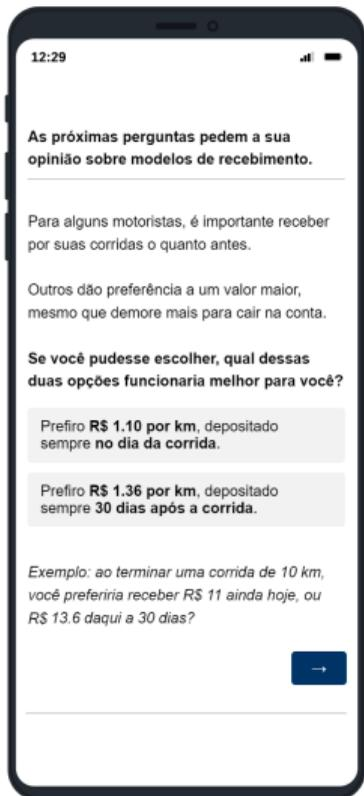 12:29
As próximas perguntas pedem a sua
opinião sobre modelos de recebimento.
Para alguns motoristas, é importante receber
por suas corridas o quanto antes.
Outros dão preferência a um valor maior,
mesmo que demore mais para cair na conta.
Se você pudesse escolher, qual dessas
duas opções funcionaria melhor para você?
Prefiro R$ 1.10 por km, depositado
sempre no dia da corrida.
Prefiro R$ 1.36 por km, depositado
sempre 30 dias após a corrida.
Exemplo: ao terminar uma corrida de 10 km,
você preferiria receber R$ 11 ainda hoje, ou
R$ 13.6 daqui a 30 dias?
→